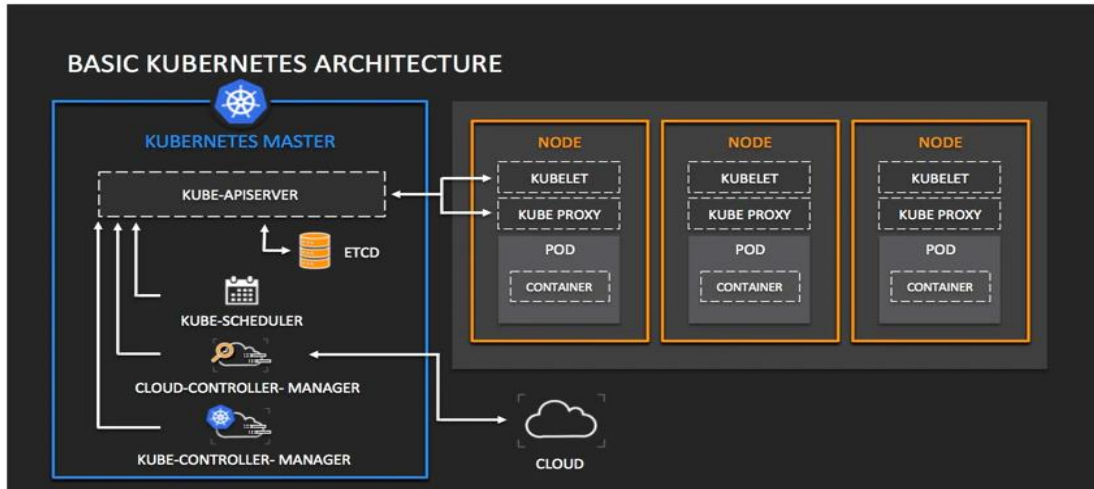 BASIC KUBERNETES ARCHITECTURE
KUBERNETES MASTER
KUBE-APISERVER
ETCD
KUBE-SCHEDULER
CLOUD-CONTROLLER- MANAGER
KUBE-CONTROLLER- MANAGER
NODE
KUBELET
KUBE PROXY
POD
CONTAINER
NODE
KUBELET
KUBE PROXY
POD
CONTAINER
NODE
KUBELET
KUBE PROXY
POD
CONTAINER
CLOUD